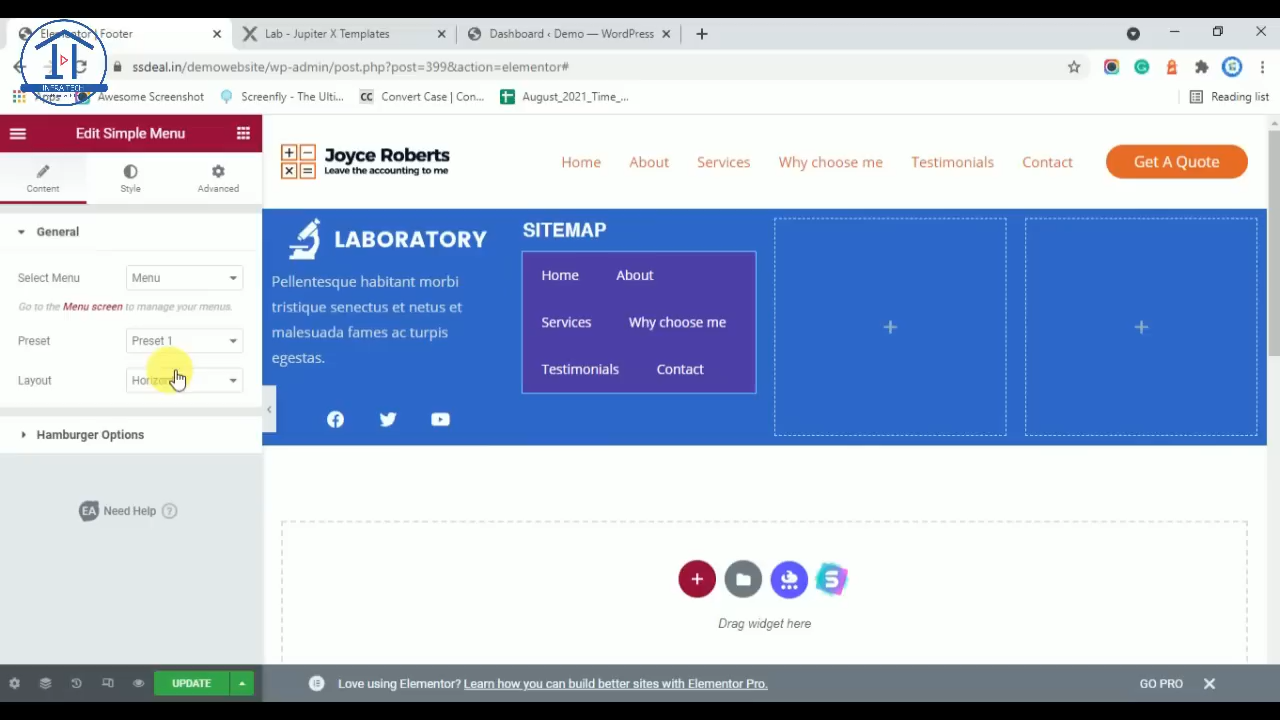 Elementor | Footer
Lab - Jupiter X Templates
Dashboard ‹ Demo — WordPress
ssdeal.in/demowebsite/wp-admin/post.php?post=399&action=elementor#
INFRA TECH
Apps
Awesome Screenshot
Screenfly - The Ulti...
CC
Convert Case | Con...
August_2021_Time_...
Reading list
Edit Simple Menu
Content
Style
Advanced
General
Select Menu
Menu
Go to the Menu screen to manage your menus.
Preset
Preset 1
Layout
Hamburger Options
EA
Need Help
?
UPDATE
Joyce Roberts
Leave the accounting to me
Home
About
Services
Why choose me
Testimonials
Contact
Get A Quote
LABORATORY
Pellentesque habitant morbi
tristique senectus et netus et
malesuada fames ac turpis
egestas.
SITEMAP
Home
About
Services
Why choose me
Testimonials
Contact
Drag widget here
Love using Elementor? Learn how you can build better sites with Elementor Pro.
GO PRO